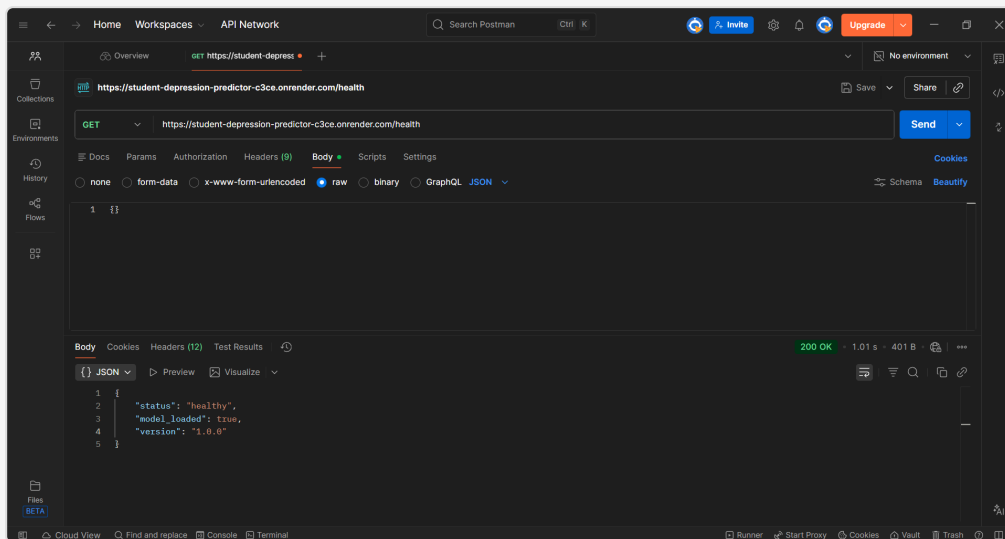 Home Workspaces API Network Search Postman Ctrl K Invite Upgrade
Overview GET https://student-depress No environment
HTTP https://student-depression-predictor-c3ce.onrender.com/health Save Share
GET https://student-depression-predictor-c3ce.onrender.com/health Send
Docs Params Authorization Headers (9) Body Scripts Settings Cookies
none form-data x-www-form-urlencoded raw binary GraphQL JSON Schema Beautify
1 {}
Collections
Environments
History
Flows
Body Cookies Headers (12) Test Results 200 OK 1.01 s 401 B
{} JSON Preview Visualize
1 {
2 "status": "healthy",
3 "model_loaded": true,
4 "version": "1.0.0"
5 }
Files
BETA
AI
Cloud View Find and replace Console Terminal Runner Start Proxy Cookies Vault Trash